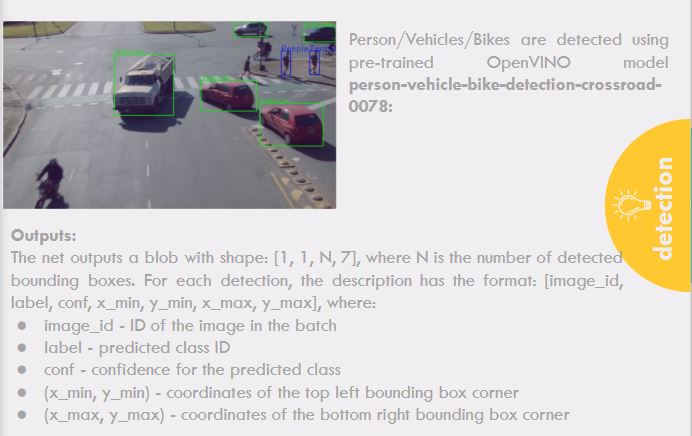 People People
Person/Vehicles/Bikes are detected using
pre-trained OpenVINO model
person-vehicle-bike-detection-crossroad-
0078:
detection
Outputs:
The net outputs a blob with shape: [1, 1, N, 7], where N is the number of detected
bounding boxes. For each detection, the description has the format: [image_id,
label, conf, x_min, y_min, x_max, y_max], where:
● image_id - ID of the image in the batch
● label - predicted class ID
● conf - confidence for the predicted class
● (x_min, y_min) - coordinates of the top left bounding box corner
● (x_max, y_max) - coordinates of the bottom right bounding box corner